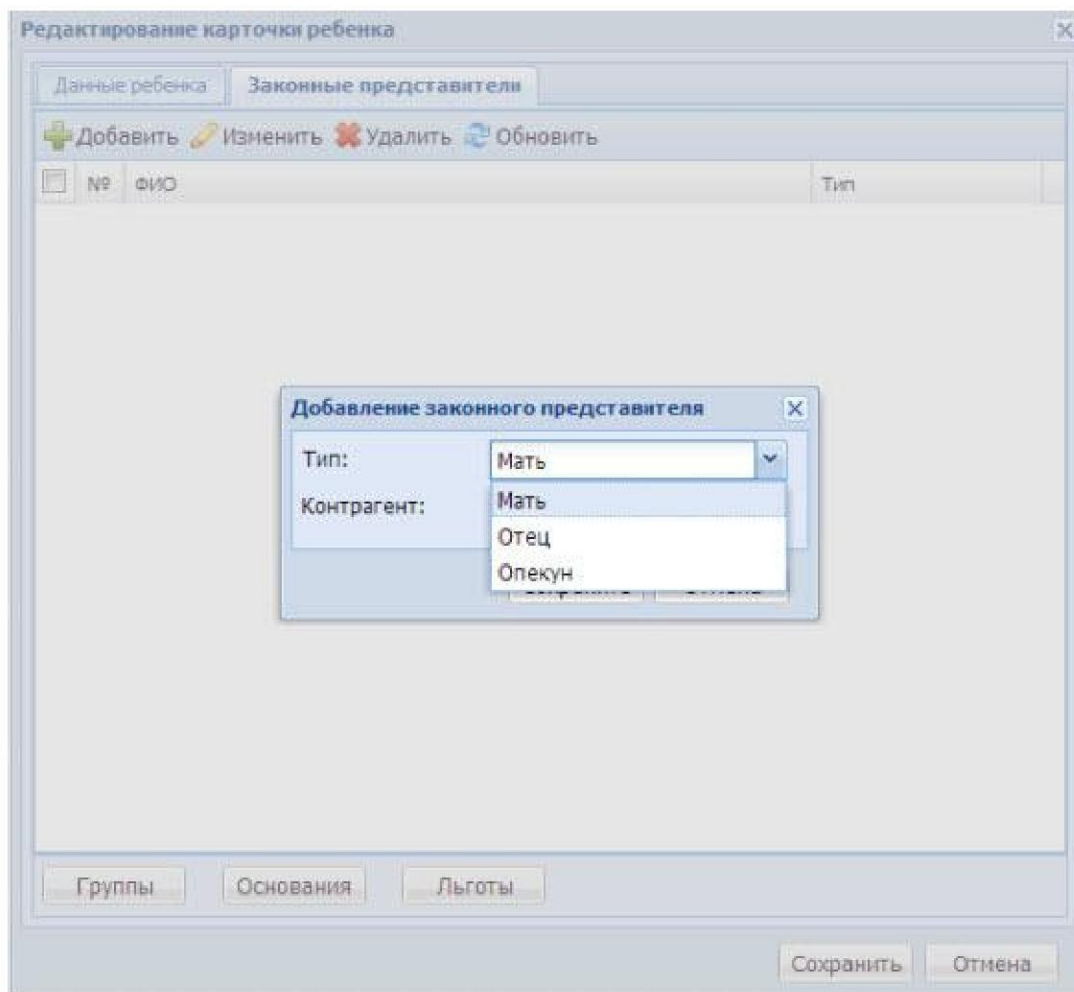 Редактирование карточки ребенка
Данные ребенка Законные представители
Добавить Изменить Удалить Обновить
№ ФИО Тип
Добавление законного представителя
Тип: Мать
Контрагент: Мать
Отец
Опекун
Группы Основания Льготы
Сохранить Отмена